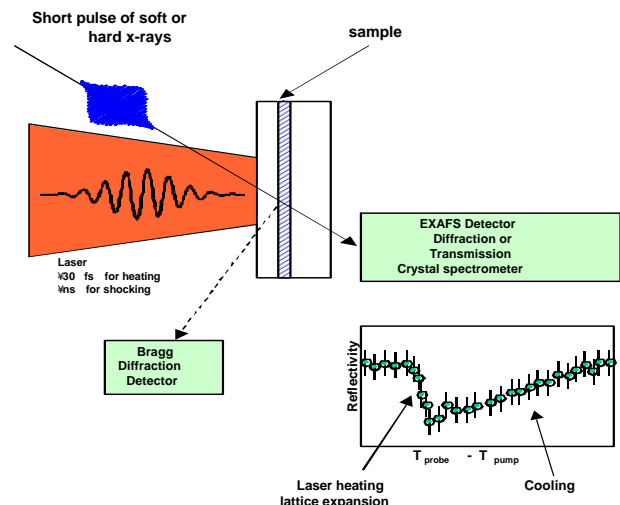 Short pulse of soft or
hard x-rays
sample
Laser
¥30 fs for heating
¥ns for shocking
EXAFS Detector
Diffraction or
Transmission
Crystal spectrometer
Bragg
Diffraction
Detector
Reflectivity
T probe - T pump
Laser heating
lattice expansion
Cooling